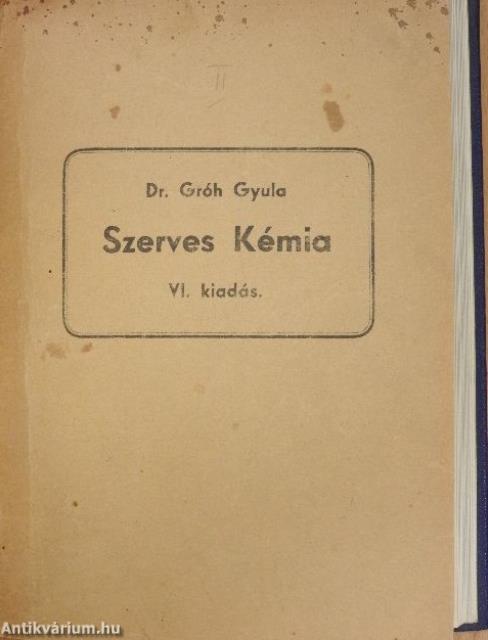 II
Dr. Gróh Gyula
Szerves Kémia
VI. kiadás.
Antikvárium.hu